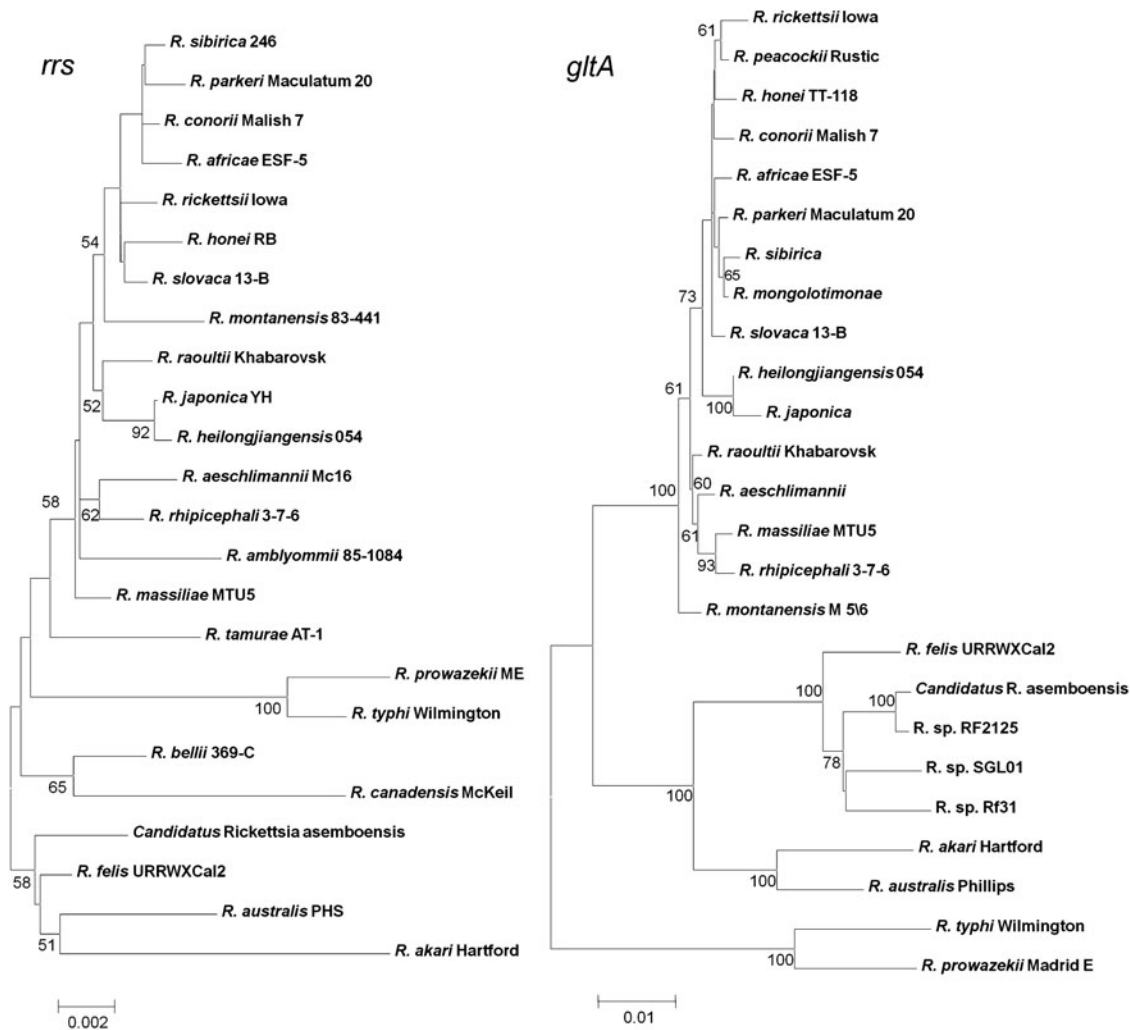 rrs
R. sibirica 246
R. parkeri Maculatum 20
R. conorii Malish 7
R. africae ESF-5
R. rickettsii Iowa
54
R. honei RB
R. slovaca 13-B
R. montanensis 83-441
R. raoultii Khabarovsk
52
R. japonica YH
92
R. heilongjiangensis 054
R. aeschlimannii Mc16
58
62
R. rhipicephali 3-7-6
R. amblyommii 85-1084
R. massiliae MTU5
R. tamurae AT-1
R. prowazekii ME
100
R. typhi Wilmington
R. bellii 369-C
65
R. canadensis McKeil
Candidatus Rickettsia asemboensis
R. felis URRWXCal2
58
R. australis PHS
51
R. akari Hartford
0.002
gltA
R. rickettsii Iowa
61
R. peacockii Rustic
R. honei TT-118
R. conorii Malish 7
R. africae ESF-5
R. parkeri Maculatum 20
R. sibirica
65
R. mongolotimonae
73
R. slovaca 13-B
R. heilongjiangensis 054
61
100
R. japonica
R. raoultii Khabarovsk
60
100
R. aeschlimannii
R. massiliae MTU5
61
93
R. rhipicephali 3-7-6
R. montanensis M 5\6
R. felis URRWXCal2
100
Candidatus R. asemboensis
100
R. sp. RF2125
78
R. sp. SGL01
100
R. sp. Rf31
R. akari Hartford
100
R. australis Phillips
R. typhi Wilmington
100
R. prowazekii Madrid E
0.01